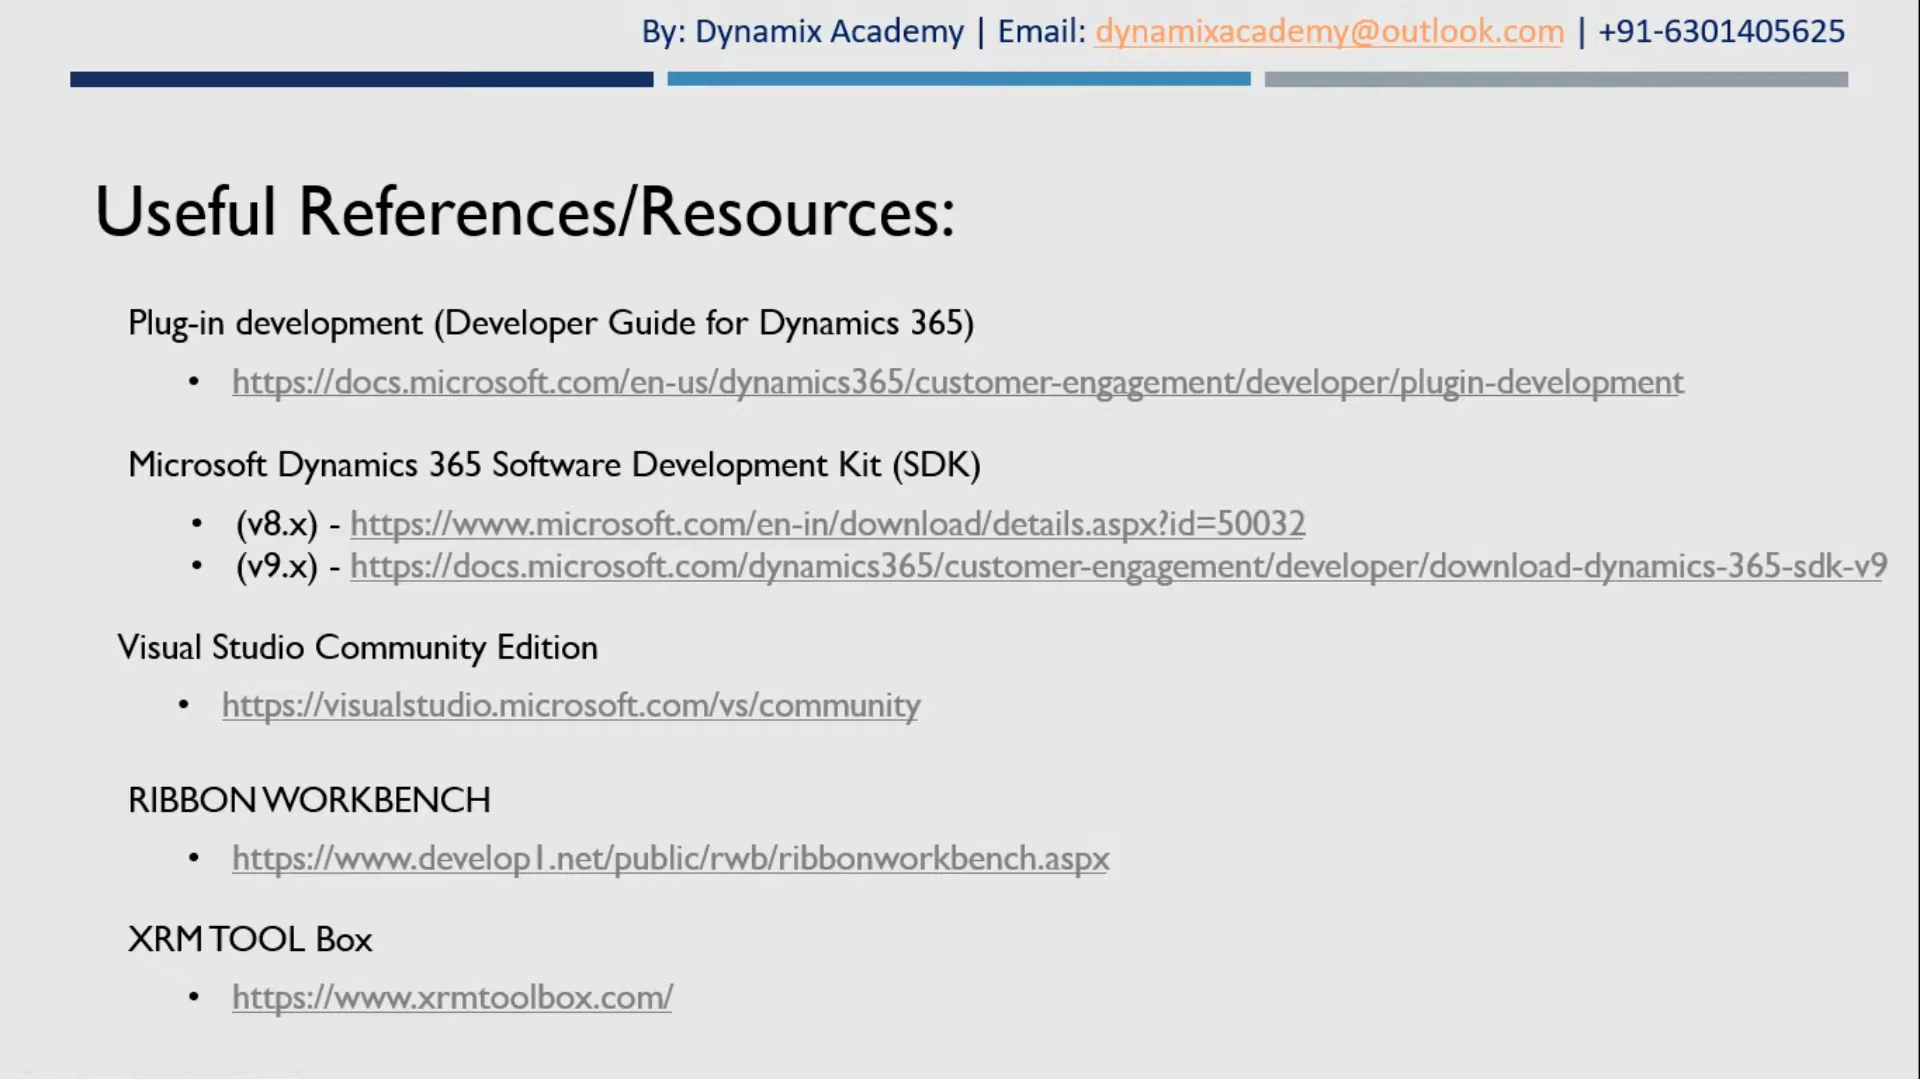 By: Dynamix Academy | Email: dynamixacademy@outlook.com | +91-6301405625
Useful References/Resources:
Plug-in development (Developer Guide for Dynamics 365)
• https://docs.microsoft.com/en-us/dynamics365/customer-engagement/developer/plugin-development
Microsoft Dynamics 365 Software Development Kit (SDK)
• (v8.x) - https://www.microsoft.com/en-in/download/details.aspx?id=50032
• (v9.x) - https://docs.microsoft.com/dynamics365/customer-engagement/developer/download-dynamics-365-sdk-v9
Visual Studio Community Edition
• https://visualstudio.microsoft.com/vs/community
RIBBON WORKBENCH
• https://www.develop1.net/public/rwb/ribbonworkbench.aspx
XRM TOOL Box
• https://www.xrmtoolbox.com/